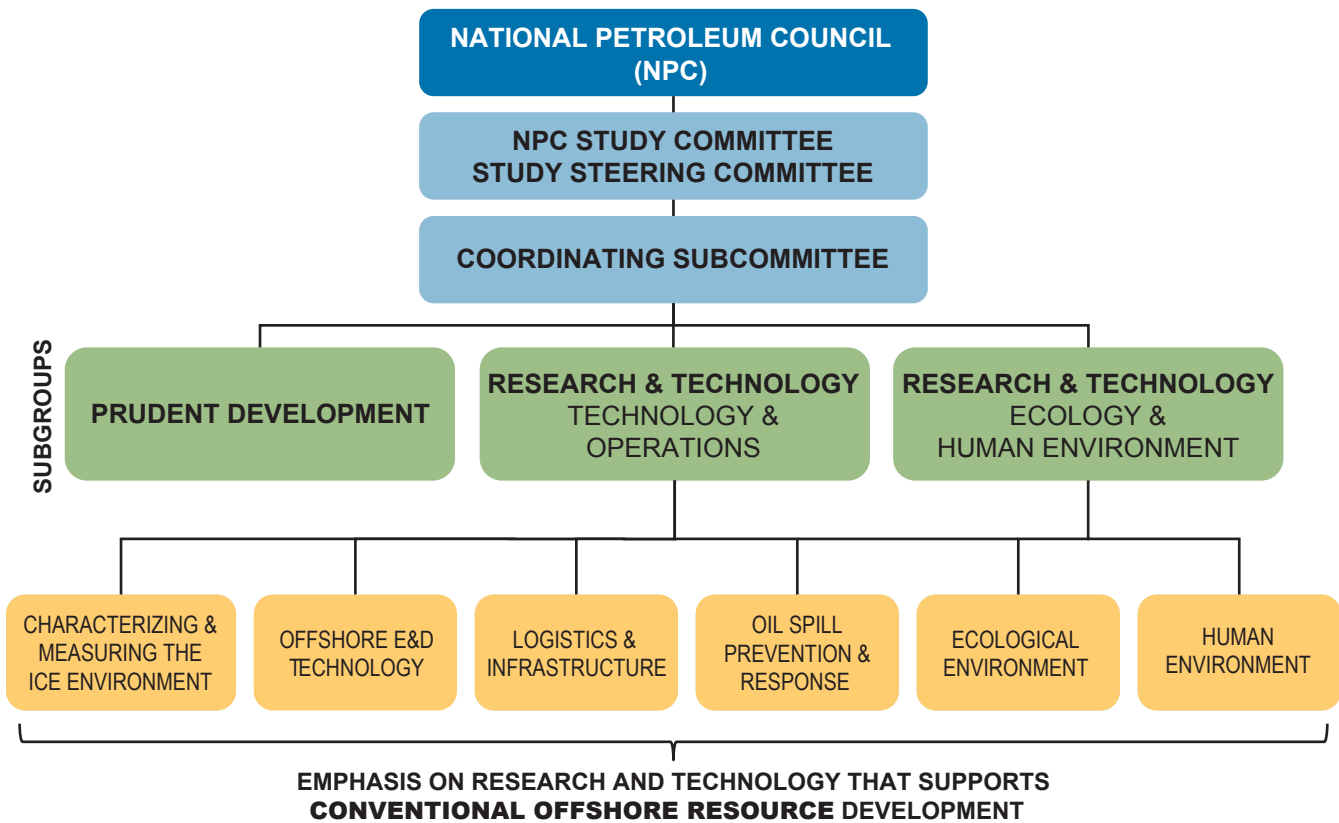 NATIONAL PETROLEUM COUNCIL
(NPC)
NPC STUDY COMMITTEE
STUDY STEERING COMMITTEE
COORDINATING SUBCOMMITTEE
SUBGROUPS
PRUDENT DEVELOPMENT
RESEARCH & TECHNOLOGY
TECHNOLOGY &
OPERATIONS
RESEARCH & TECHNOLOGY
ECOLOGY &
HUMAN ENVIRONMENT
CHARACTERIZING &
MEASURING THE
ICE ENVIRONMENT
OFFSHORE E&D
TECHNOLOGY
LOGISTICS &
INFRASTRUCTURE
OIL SPILL
PREVENTION &
RESPONSE
ECOLOGICAL
ENVIRONMENT
HUMAN
ENVIRONMENT
EMPHASIS ON RESEARCH AND TECHNOLOGY THAT SUPPORTS
CONVENTIONAL OFFSHORE RESOURCE DEVELOPMENT